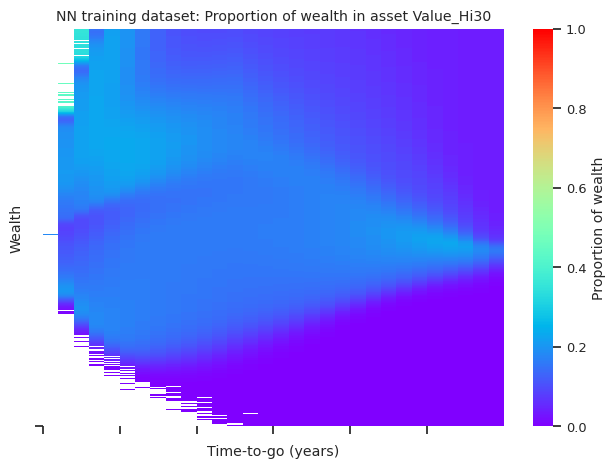 NN training dataset: Proportion of wealth in asset Value_Hi30
1.0
0.8
0.6
0.4
0.2
0.0
Proportion of wealth
Wealth
Time-to-go (years)